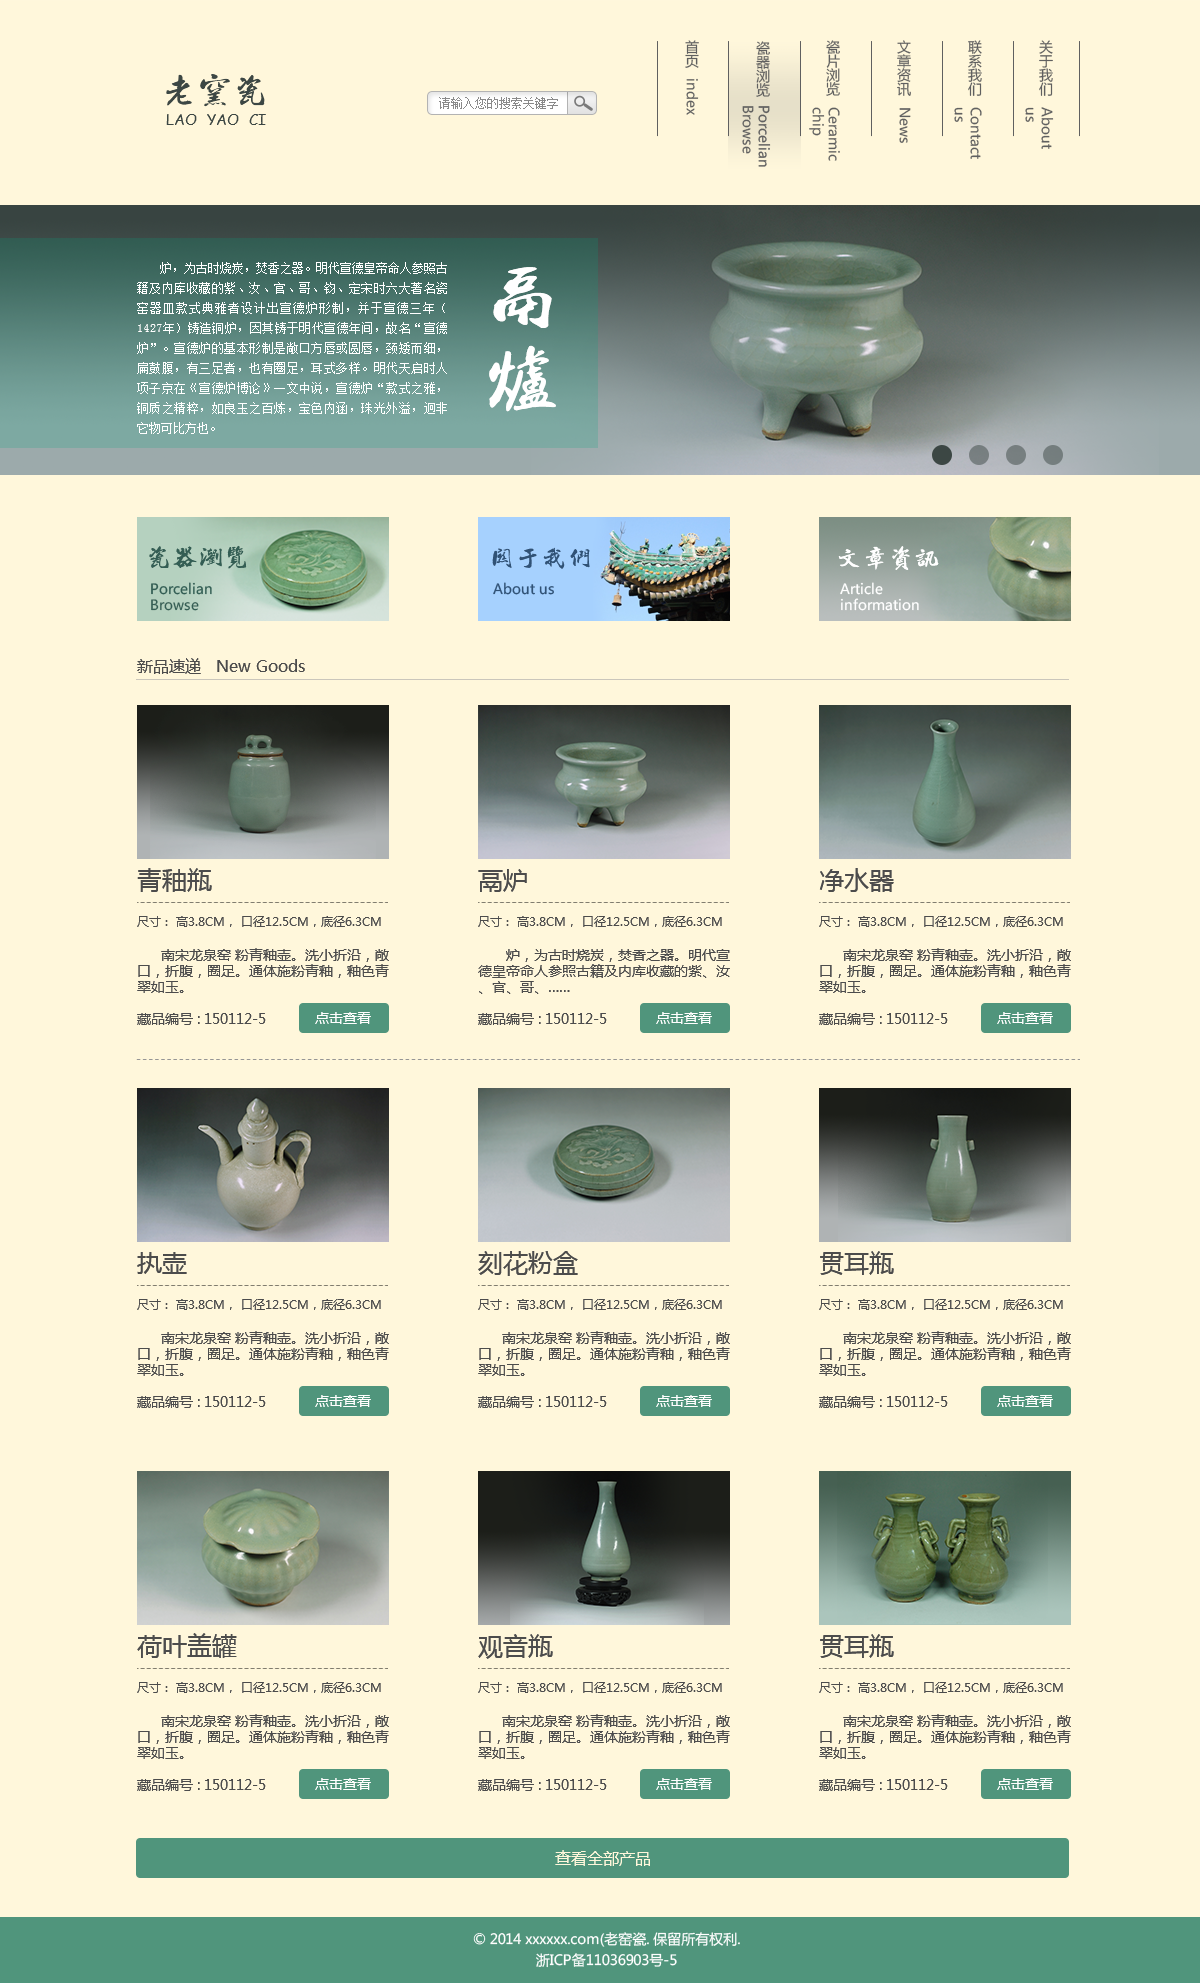 老窑瓷
LAO YAO CI
请输入您的搜索关键字
首页 index
瓷器浏览 Porcelian Browse
瓷片浏览 Ceramic chip
文章资讯 News
联系我们 Contact us
关于我们 About us
炉，为古时烧炭，焚香之器。明代宣德皇帝命人参照古
籍及内库收藏的紫、汝、官、哥、钧、定宋时六大著名瓷
窑器皿款式典雅者设计出宣德炉形制，并于宣德三年（
1427年）铸造铜炉，因其铸于明代宣德年间，故名“宣德
炉”。宣德炉的基本形制是敞口方唇或圆唇，颈矮而细，
扁鼓腹，有三足者，也有圈足，耳式多样。明代天启时人
项子京在《宣德炉博论》一文中说，宣德炉“款式之雅，
铜质之精粹，如良玉之百炼，宝色内涵，珠光外溢，迥非
它物可比方也。
鬲爐
瓷器瀏覽
Porcelian
Browse
関于我們
About us
文章資訊
Article
information
新品速递 New Goods
青釉瓶
尺寸： 高3.8CM， 口径12.5CM，底径6.3CM
南宋龙泉窑 粉青釉壶。洗小折沿，敞
口，折腹，圈足。通体施粉青釉，釉色青
翠如玉。
藏品编号 : 150112-5
点击查看
鬲炉
尺寸： 高3.8CM， 口径12.5CM，底径6.3CM
炉，为古时烧炭，焚香之器。明代宣
德皇帝命人参照古籍及内库收藏的紫、汝
、官、哥、......
藏品编号 : 150112-5
点击查看
净水器
尺寸： 高3.8CM， 口径12.5CM，底径6.3CM
南宋龙泉窑 粉青釉壶。洗小折沿，敞
口，折腹，圈足。通体施粉青釉，釉色青
翠如玉。
藏品编号 : 150112-5
点击查看
执壶
尺寸： 高3.8CM， 口径12.5CM，底径6.3CM
南宋龙泉窑 粉青釉壶。洗小折沿，敞
口，折腹，圈足。通体施粉青釉，釉色青
翠如玉。
藏品编号 : 150112-5
点击查看
刻花粉盒
尺寸： 高3.8CM， 口径12.5CM，底径6.3CM
南宋龙泉窑 粉青釉壶。洗小折沿，敞
口，折腹，圈足。通体施粉青釉，釉色青
翠如玉。
藏品编号 : 150112-5
点击查看
贯耳瓶
尺寸： 高3.8CM， 口径12.5CM，底径6.3CM
南宋龙泉窑 粉青釉壶。洗小折沿，敞
口，折腹，圈足。通体施粉青釉，釉色青
翠如玉。
藏品编号 : 150112-5
点击查看
荷叶盖罐
尺寸： 高3.8CM， 口径12.5CM，底径6.3CM
南宋龙泉窑 粉青釉壶。洗小折沿，敞
口，折腹，圈足。通体施粉青釉，釉色青
翠如玉。
藏品编号 : 150112-5
点击查看
观音瓶
尺寸： 高3.8CM， 口径12.5CM，底径6.3CM
南宋龙泉窑 粉青釉壶。洗小折沿，敞
口，折腹，圈足。通体施粉青釉，釉色青
翠如玉。
藏品编号 : 150112-5
点击查看
贯耳瓶
尺寸： 高3.8CM， 口径12.5CM，底径6.3CM
南宋龙泉窑 粉青釉壶。洗小折沿，敞
口，折腹，圈足。通体施粉青釉，釉色青
翠如玉。
藏品编号 : 150112-5
点击查看
查看全部产品
© 2014 xxxxxx.com(老窑瓷. 保留所有权利.
浙ICP备11036903号-5